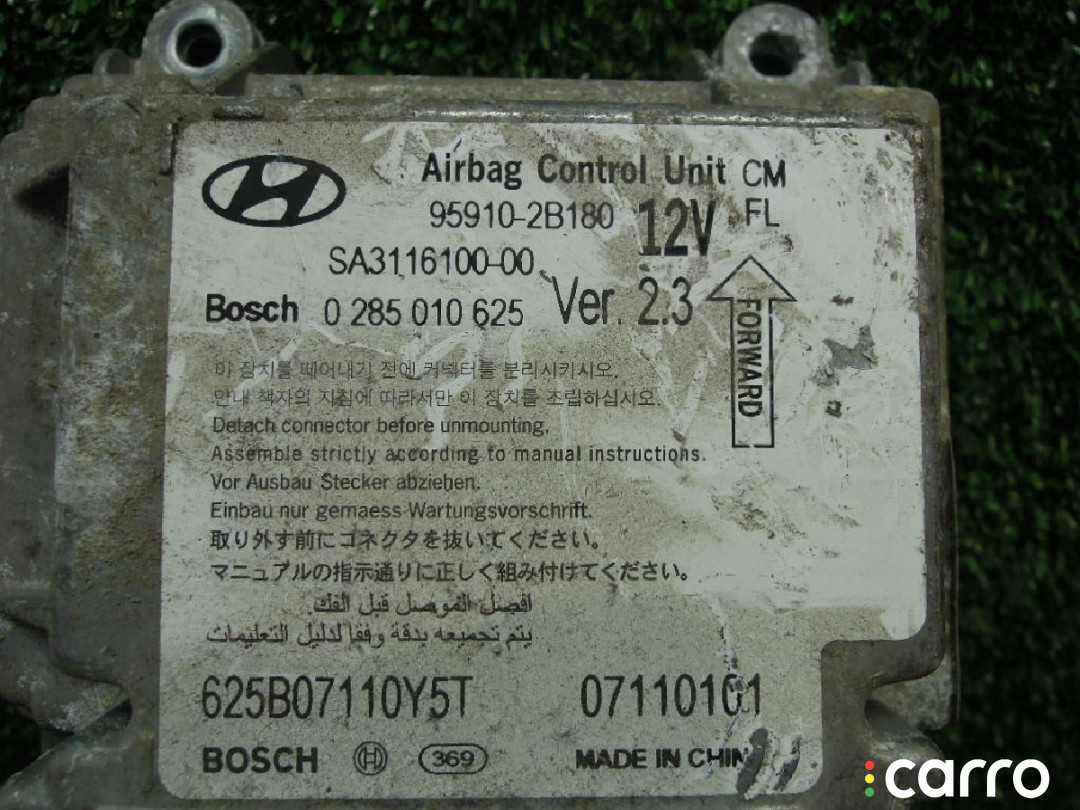 Airbag Control Unit CM
95910-2B180 12V FL
SA3116100-00
Bosch 0 285 010 625 Ver. 2.3
FORWARD
이 장치를 떼어내기 전에 커넥터를 분리시키시오.
안내 책자의 지침에 따라서만 이 장치를 조립하십시오.
Detach connector before unmounting.
Assemble strictly according to manual instructions.
Vor Ausbau Stecker abziehen.
Einbau nur gemaess Wartungsvorschrift.
取り外す前にコネクタを抜いてください。
マニュアルの指示通りに正しく組み付けてください。
افصل الموصل قبل الفك.
يتم تجميعه بدقة وفقا لدليل التعليمات
625B07110Y5T 07110101
BOSCH 369 MADE IN CHIN
carro